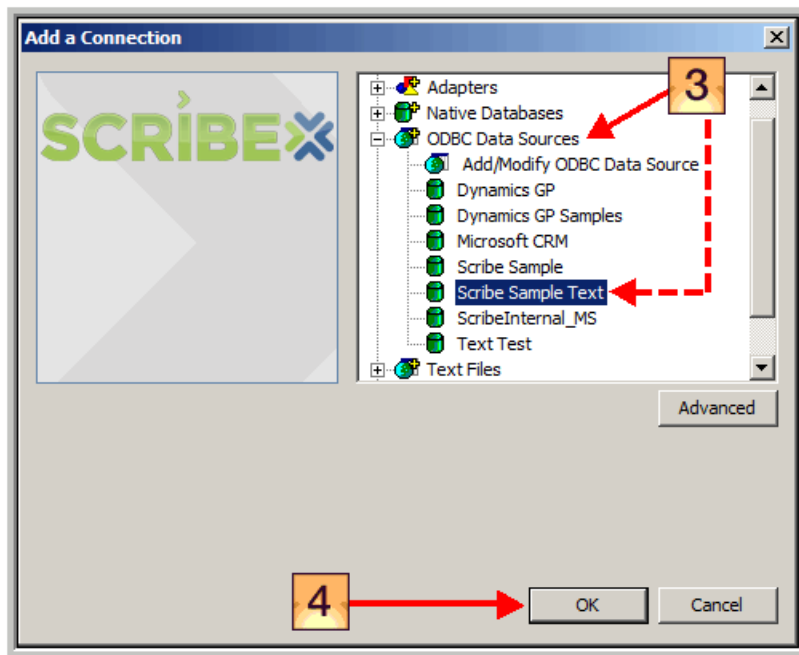 Add a Connection
SCRIBE
Adapters
3
Native Databases
ODBC Data Sources
Add/Modify ODBC Data Source
Dynamics GP
Dynamics GP Samples
Microsoft CRM
Scribe Sample
Scribe Sample Text
ScribeInternal_MS
Text Test
Text Files
Advanced
4
OK
Cancel